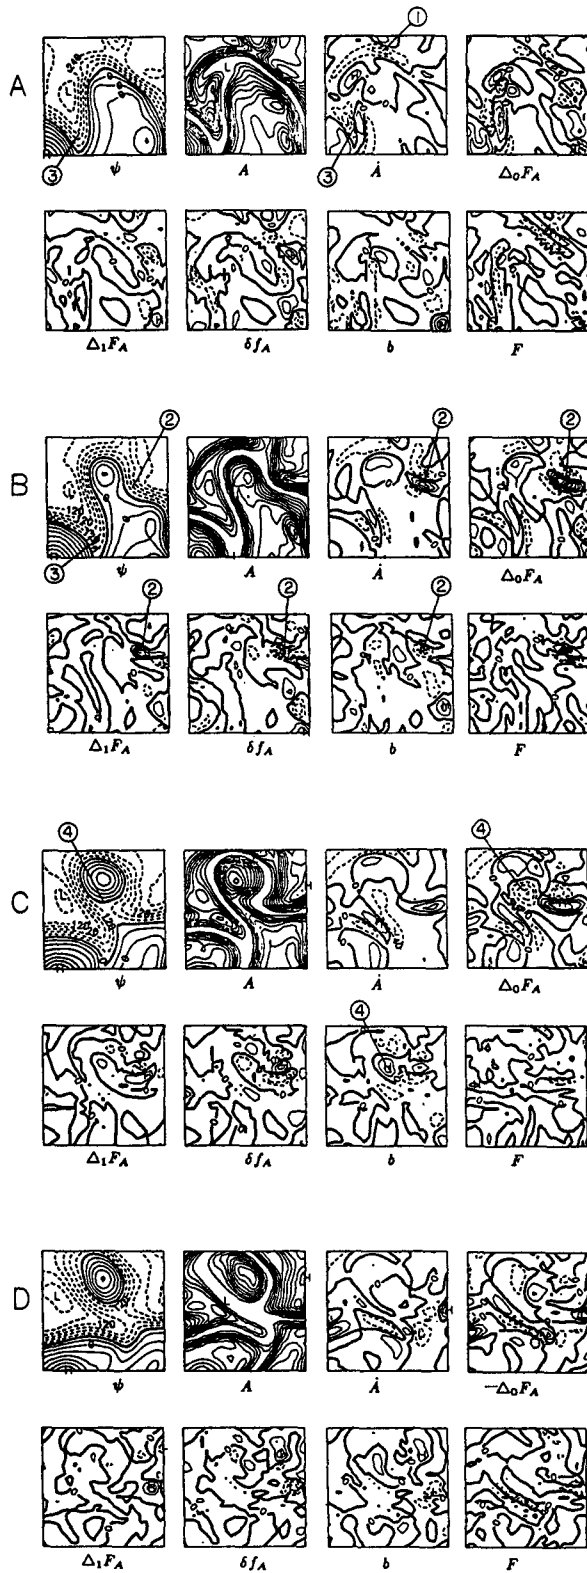 ①
A
③ ③
ψ A Ȧ Δ₀F_A
Δ₁F_A δf_A b F
② ② ②
B
③
ψ A Ȧ Δ₀F_A
② ② ②
Δ₁F_A δf_A b F
④ ④
C
ψ A Ȧ Δ₀F_A
④
Δ₁F_A δf_A b F
D
ψ A Ȧ —Δ₀F_A
Δ₁F_A δf_A b F